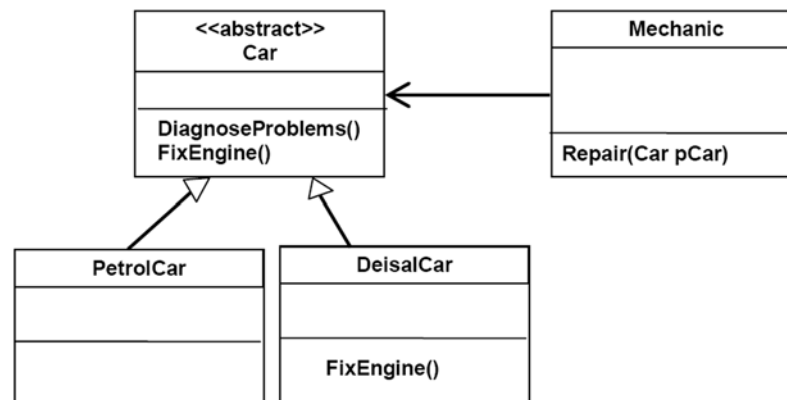 <<abstract>>
Car
DiagnoseProblems()
FixEngine()
Mechanic
Repair(Car pCar)
PetrolCar
DeisalCar
FixEngine()